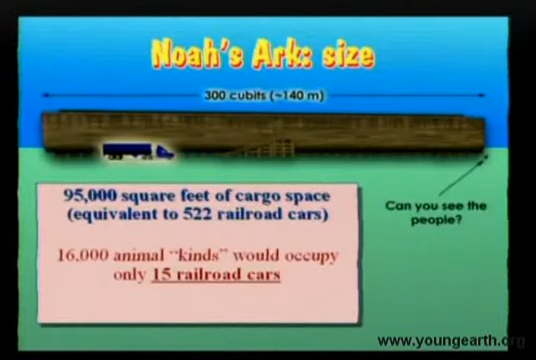 Noah's Ark: size
300 cubits (~140 m)
95,000 square feet of cargo space
(equivalent to 522 railroad cars)
16,000 animal "kinds" would occupy
only 15 railroad cars
Can you see the
people?
www.youngearth.org